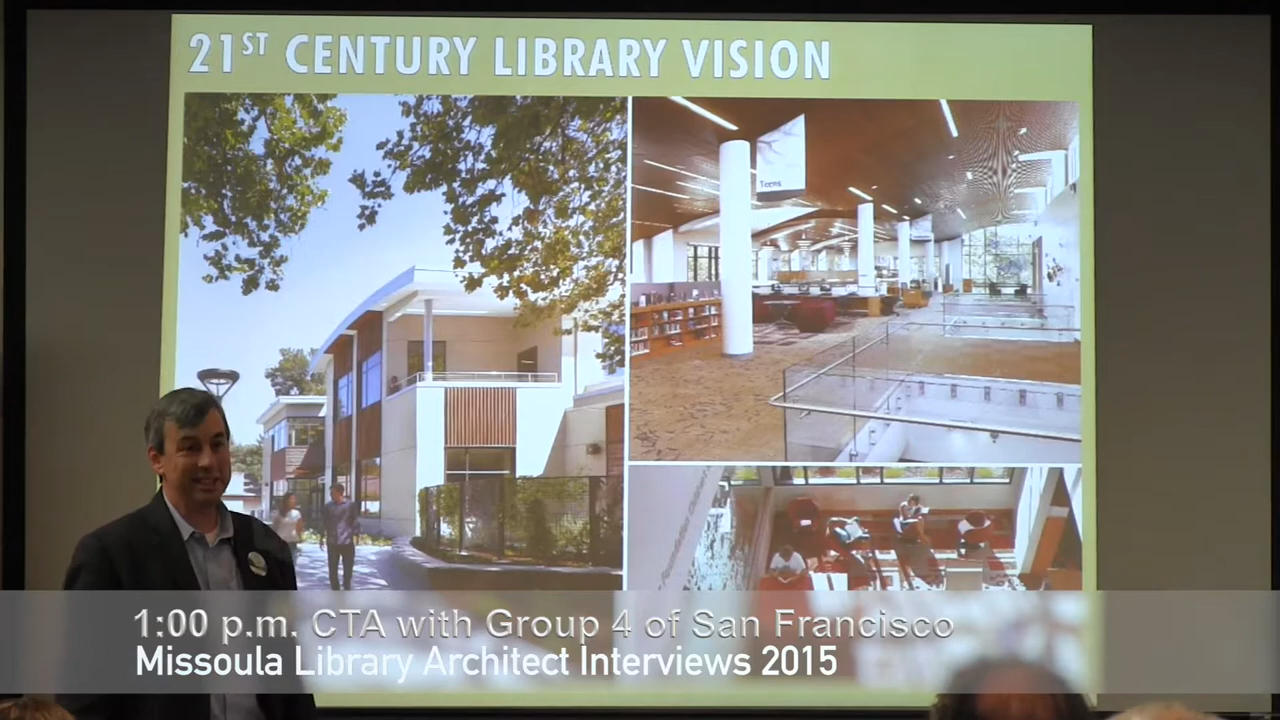 21ST CENTURY LIBRARY VISION
Teens
1:00 p.m. CTA with Group 4 of San Francisco
Missoula Library Architect Interviews 2015